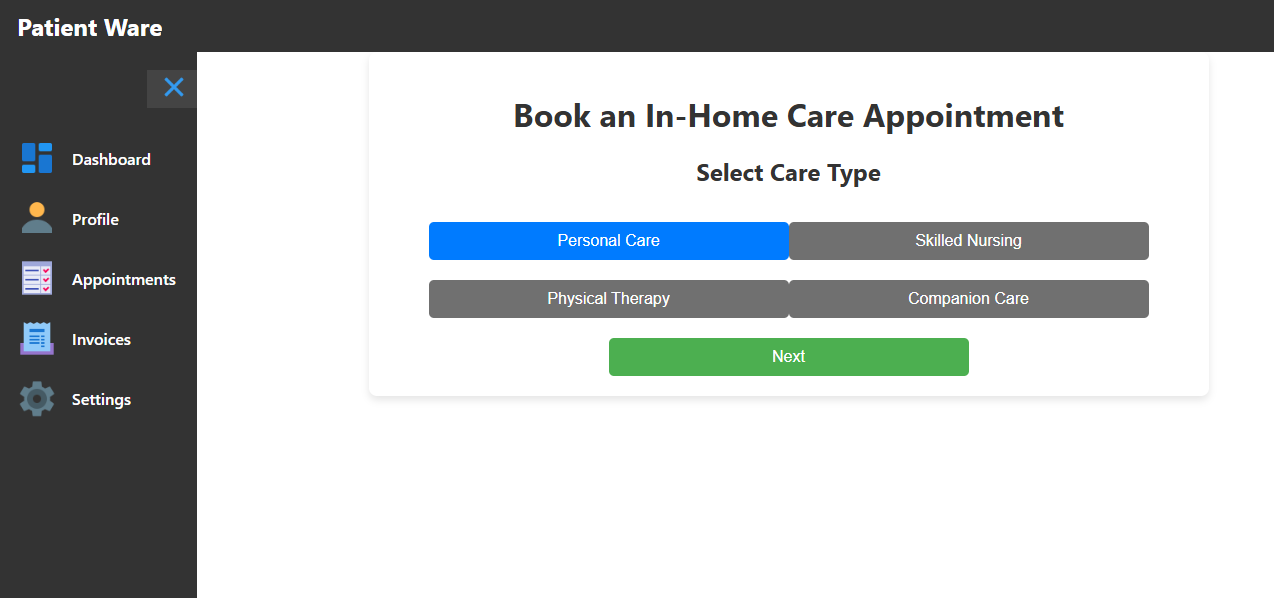 Patient Ware
Dashboard
Profile
Appointments
Invoices
Settings
Book an In-Home Care Appointment
Select Care Type
Personal Care
Skilled Nursing
Physical Therapy
Companion Care
Next